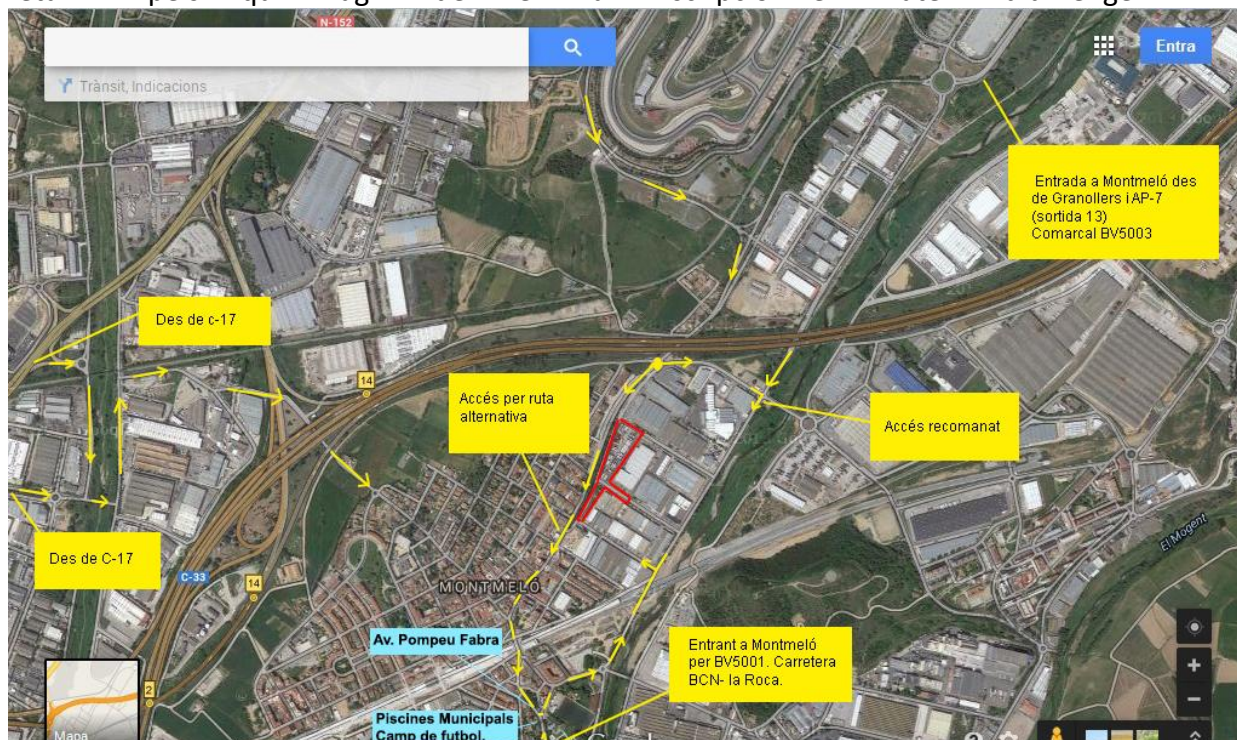 N-152
Entra
Trànsit, Indicacions
Entrada a Montmeló des
de Granollers i AP-7
(sortida 13)
Comarcal BV5003
Des de c-17
14
Accés per ruta
alternativa
Accés recomanat
Des de C-17
C-33
14
MONTMELÓ
El Mogent
Av. Pompeu Fabra
Entrant a Montmeló
per BV5001. Carretera
BCN- la Roca.
2
Mapa
Piscines Municipals
Camp de futbol.